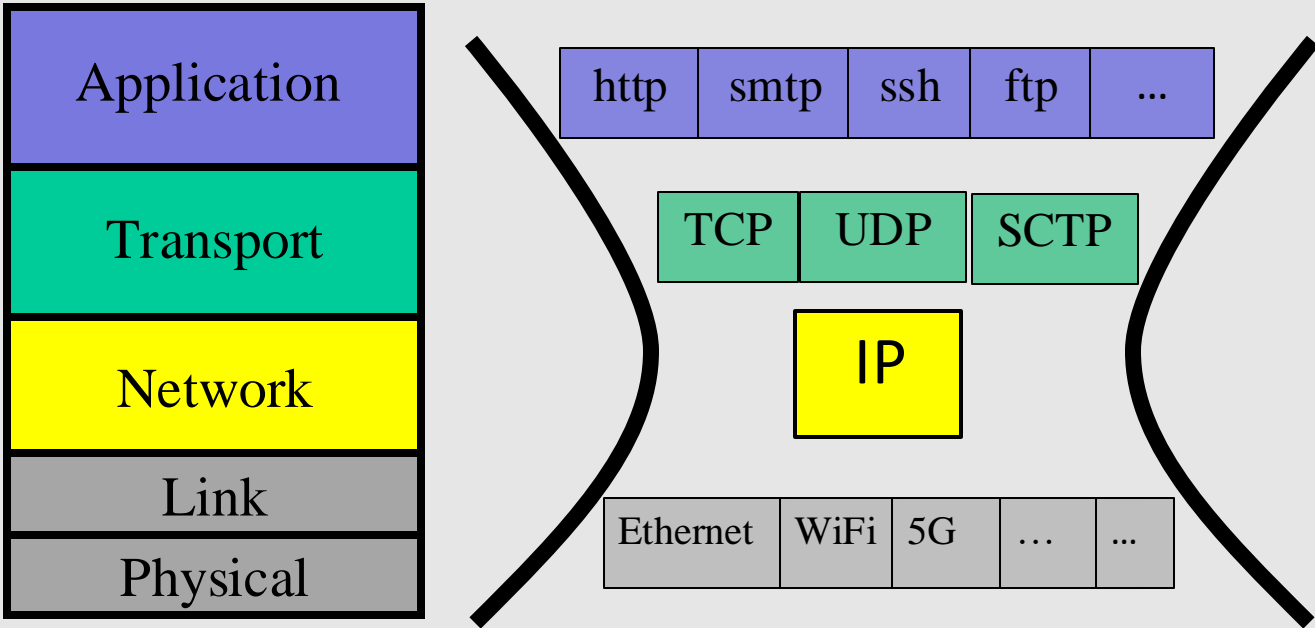 Application
Transport
Network
Link
Physical
http smtp ssh ftp ...
TCP UDP SCTP
IP
Ethernet WiFi 5G … ...